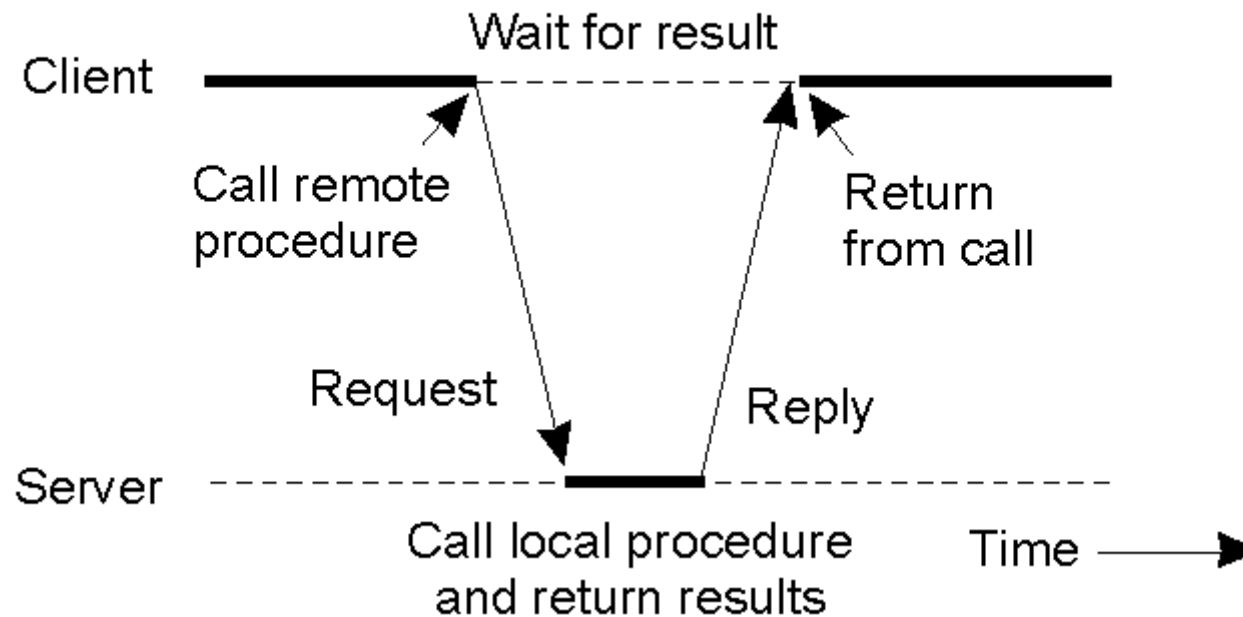 Wait for result
Client
Call remote
procedure
Return
from call
Request
Reply
Server
Call local procedure
and return results
Time